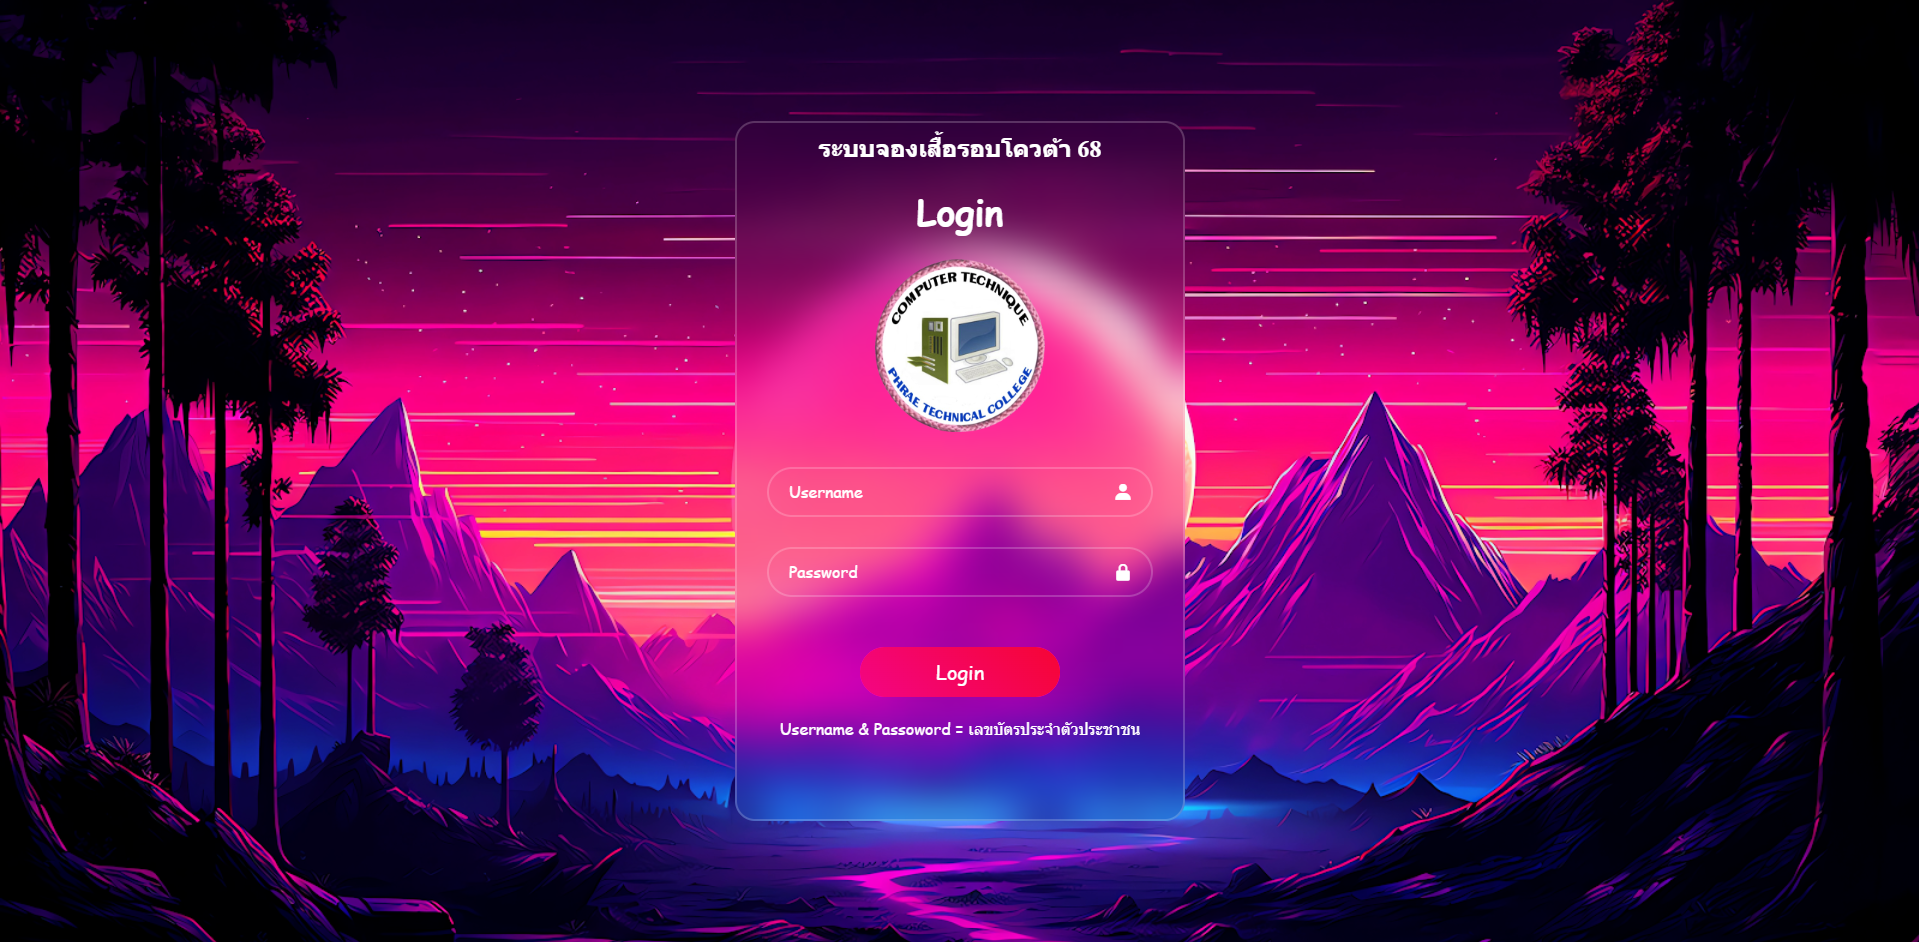 ระบบจองเสื้อรอบโควต้า 68
Login
COMPUTER TECHNIQUE
PHRAE TECHNICAL COLLEGE
Username
Password
Login
Username & Passoword = เลขบัตรประจำตัวประชาชน